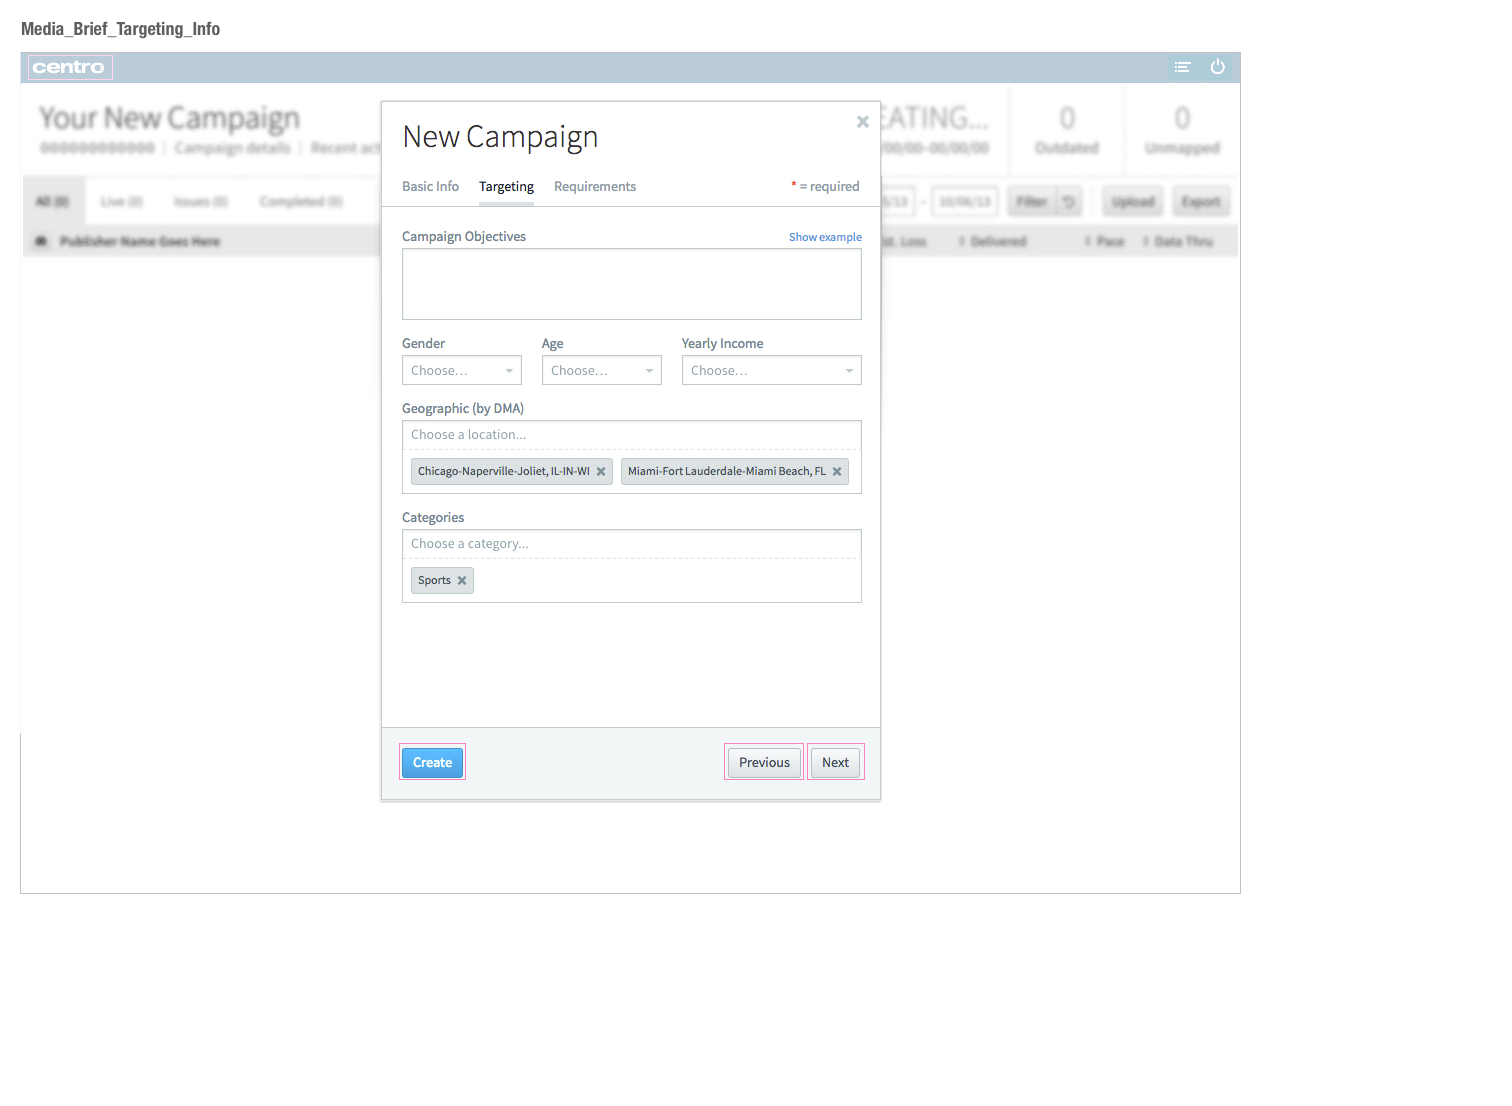 Media_Brief_Targeting_Info
centro
Your New Campaign
EATING...
0
0
000000000000 | Campaign details | Recent act
/00/00-00/00/00
Outdated
Unmapped
New Campaign
Basic Info Targeting Requirements * = required
All (0) Live (0) Issues (0) Completed (0)
/13 - 10/06/13 Filter Upload Export
Publisher Name Goes Here
st. Loss Delivered Pace Data Thru
Campaign Objectives Show example
Gender Age Yearly Income
Choose... Choose... Choose...
Geographic (by DMA)
Choose a location...
Chicago-Naperville-Joliet, IL-IN-WI Miami-Fort Lauderdale-Miami Beach, FL
Categories
Choose a category...
Sports
Create Previous Next